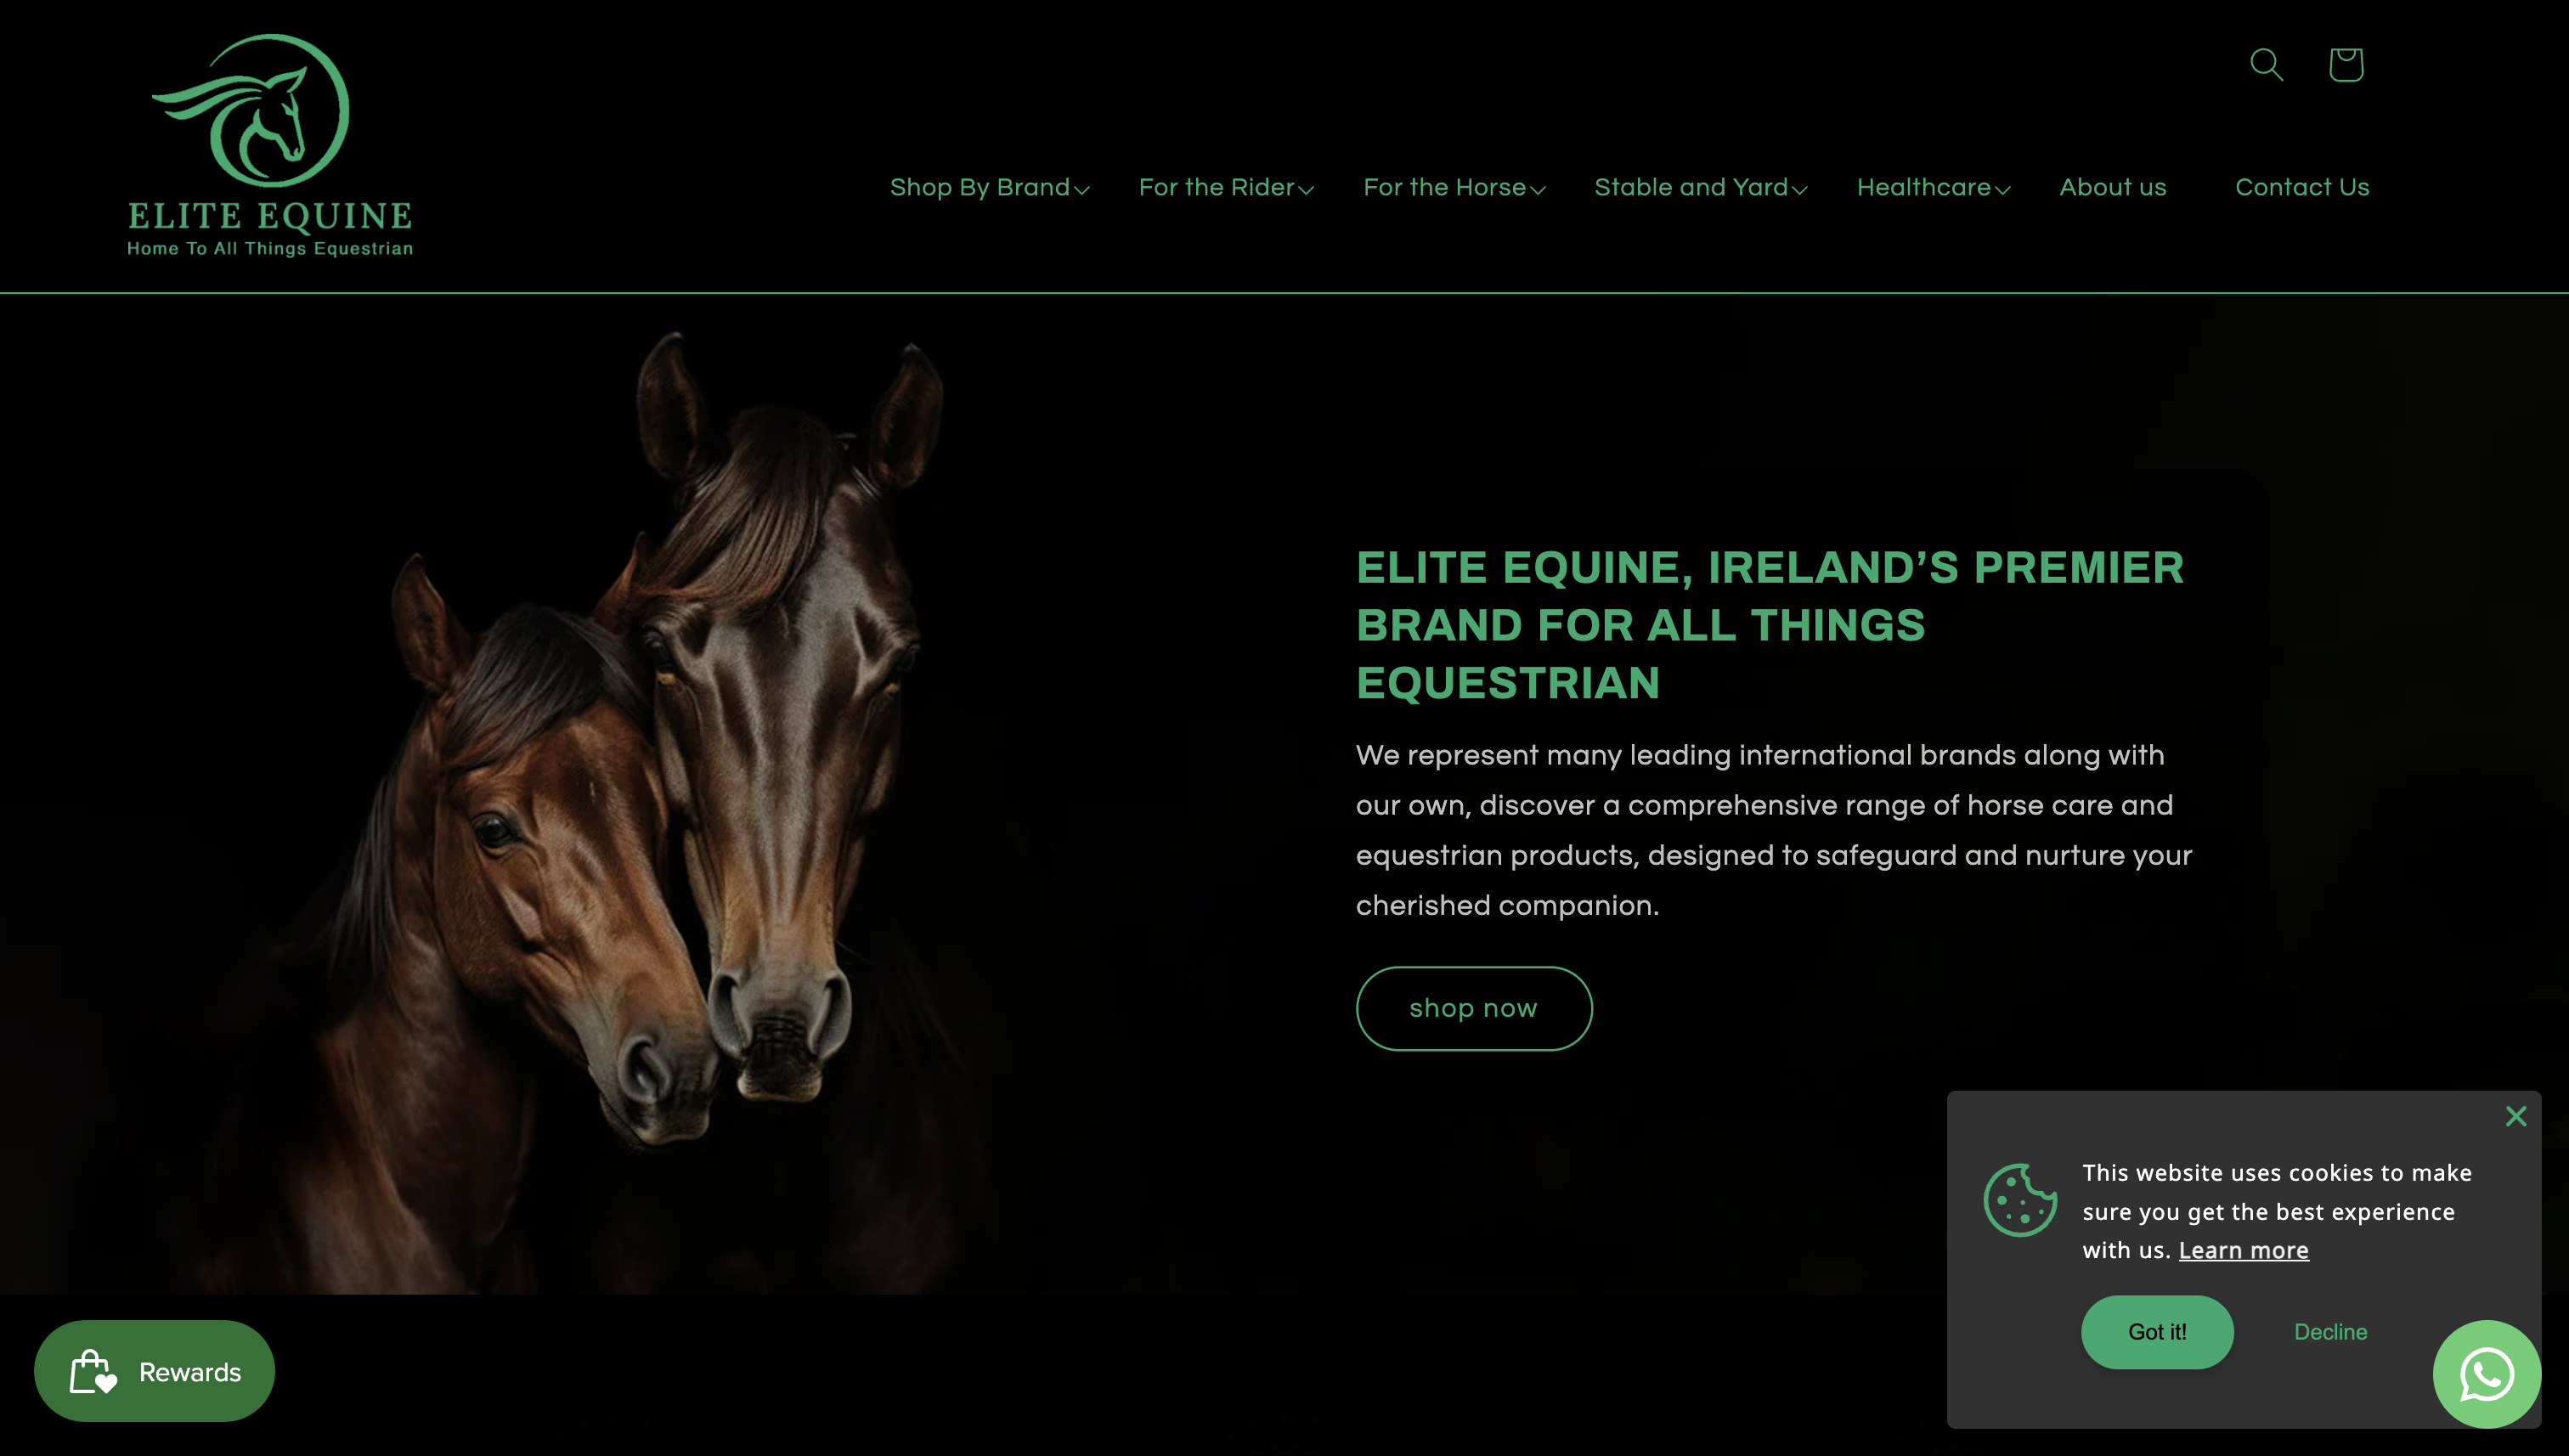 ELITE EQUINE
Home To All Things Equestrian
Shop By Brand For the Rider For the Horse Stable and Yard Healthcare About us Contact Us
ELITE EQUINE, IRELAND’S PREMIER
BRAND FOR ALL THINGS
EQUESTRIAN
We represent many leading international brands along with
our own, discover a comprehensive range of horse care and
equestrian products, designed to safeguard and nurture your
cherished companion.
shop now
This website uses cookies to make
sure you get the best experience
with us. Learn more
Got it! Decline
Rewards